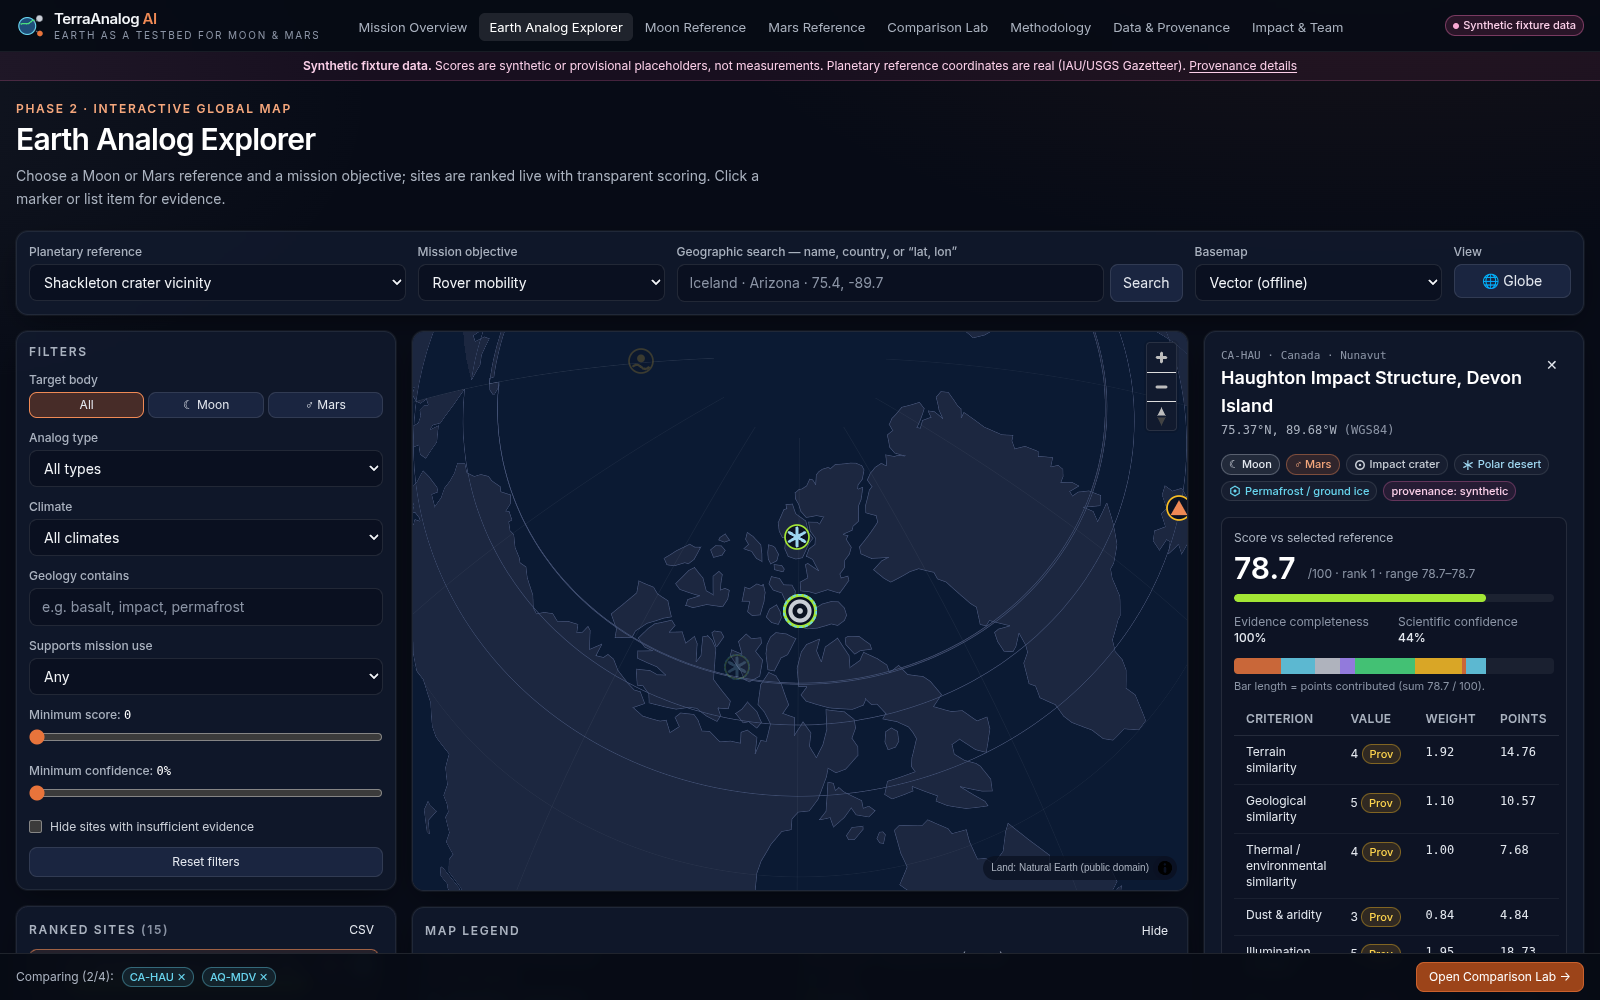 TerraAnalog AI
EARTH AS A TESTBED FOR MOON & MARS
Mission Overview
Earth Analog Explorer
Moon Reference
Mars Reference
Comparison Lab
Methodology
Data & Provenance
Impact & Team
Synthetic fixture data
Synthetic fixture data. Scores are synthetic or provisional placeholders, not measurements. Planetary reference coordinates are real (IAU/USGS Gazetteer). Provenance details
PHASE 2 · INTERACTIVE GLOBAL MAP
Earth Analog Explorer
Choose a Moon or Mars reference and a mission objective; sites are ranked live with transparent scoring. Click a
marker or list item for evidence.
Planetary reference
Shackleton crater vicinity
Mission objective
Rover mobility
Geographic search — name, country, or “lat, lon”
Iceland · Arizona · 75.4, -89.7
Search
Basemap
Vector (offline)
View
🌐 Globe
FILTERS
Target body
All
☾ Moon
♂ Mars
Analog type
All types
Climate
All climates
Geology contains
e.g. basalt, impact, permafrost
Supports mission use
Any
Minimum score: 0
Minimum confidence: 0%
Hide sites with insufficient evidence
Reset filters
RANKED SITES (15)
CSV
Land: Natural Earth (public domain)
MAP LEGEND
Hide
CA-HAU · Canada · Nunavut
Haughton Impact Structure, Devon
Island
×
75.37°N, 89.68°W (WGS84)
☾ Moon
♂ Mars
Impact crater
Polar desert
Permafrost / ground ice
provenance: synthetic
Score vs selected reference
78.7 /100 · rank 1 · range 78.7–78.7
Evidence completeness
100%
Scientific confidence
44%
Bar length = points contributed (sum 78.7 / 100).
CRITERION VALUE WEIGHT POINTS
Terrain
similarity
4 Prov 1.92 14.76
Geological
similarity
5 Prov 1.10 10.57
Thermal /
environmental
similarity
4 Prov 1.00 7.68
Dust & aridity 3 Prov 0.84 4.84
Illumination 5 Prov 1.95 18.73
Comparing (2/4):
CA-HAU ×
AQ-MDV ×
Open Comparison Lab →